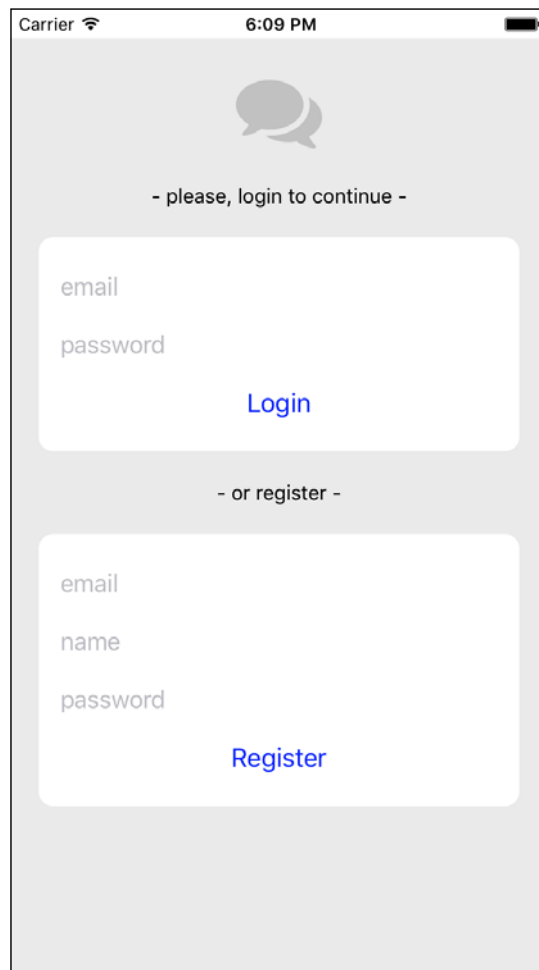 Carrier 6:09 PM
- please, login to continue -
email
password
Login
- or register -
email
name
password
Register